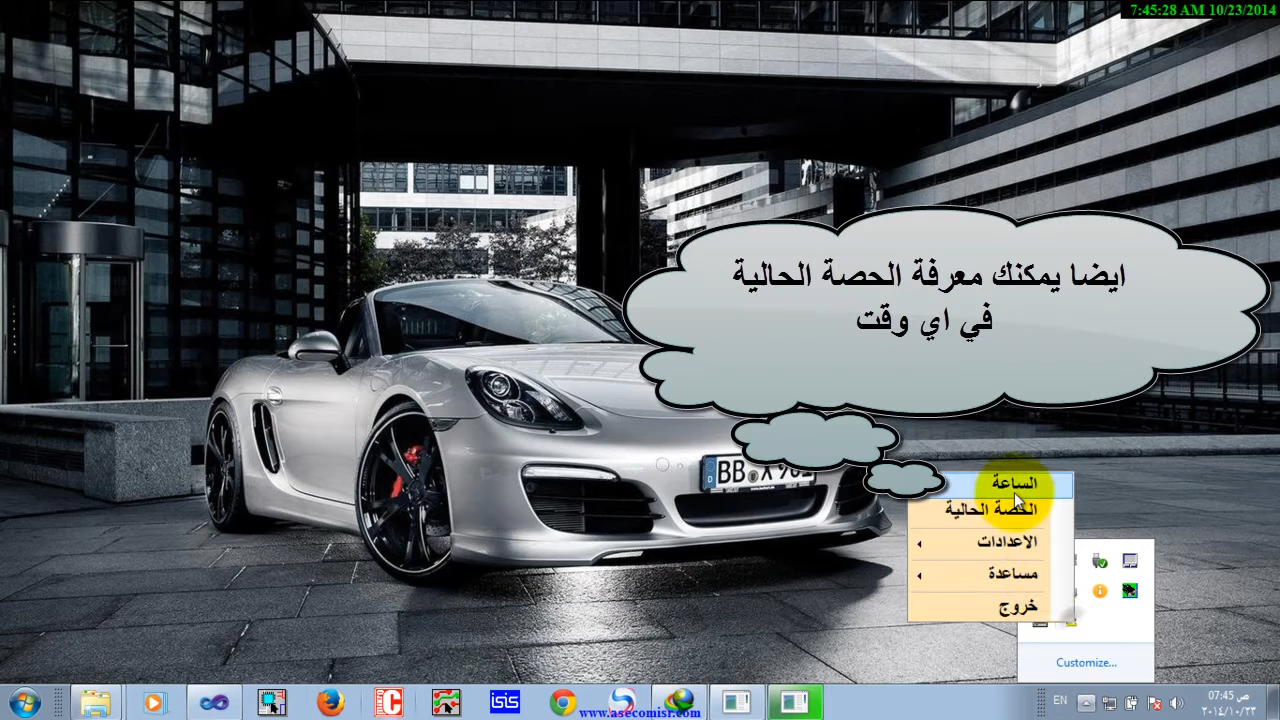 7:45:28 AM 10/23/2014
ايضا يمكنك معرفة الحصة الحالية
في اي وقت
الساعة
الحصة الحالية
الاعدادات
مساعدة
خروج
Customize...
isis
www.asecomisr.com
EN
07:45 ص
٢٠١٤/١٠/٢٣